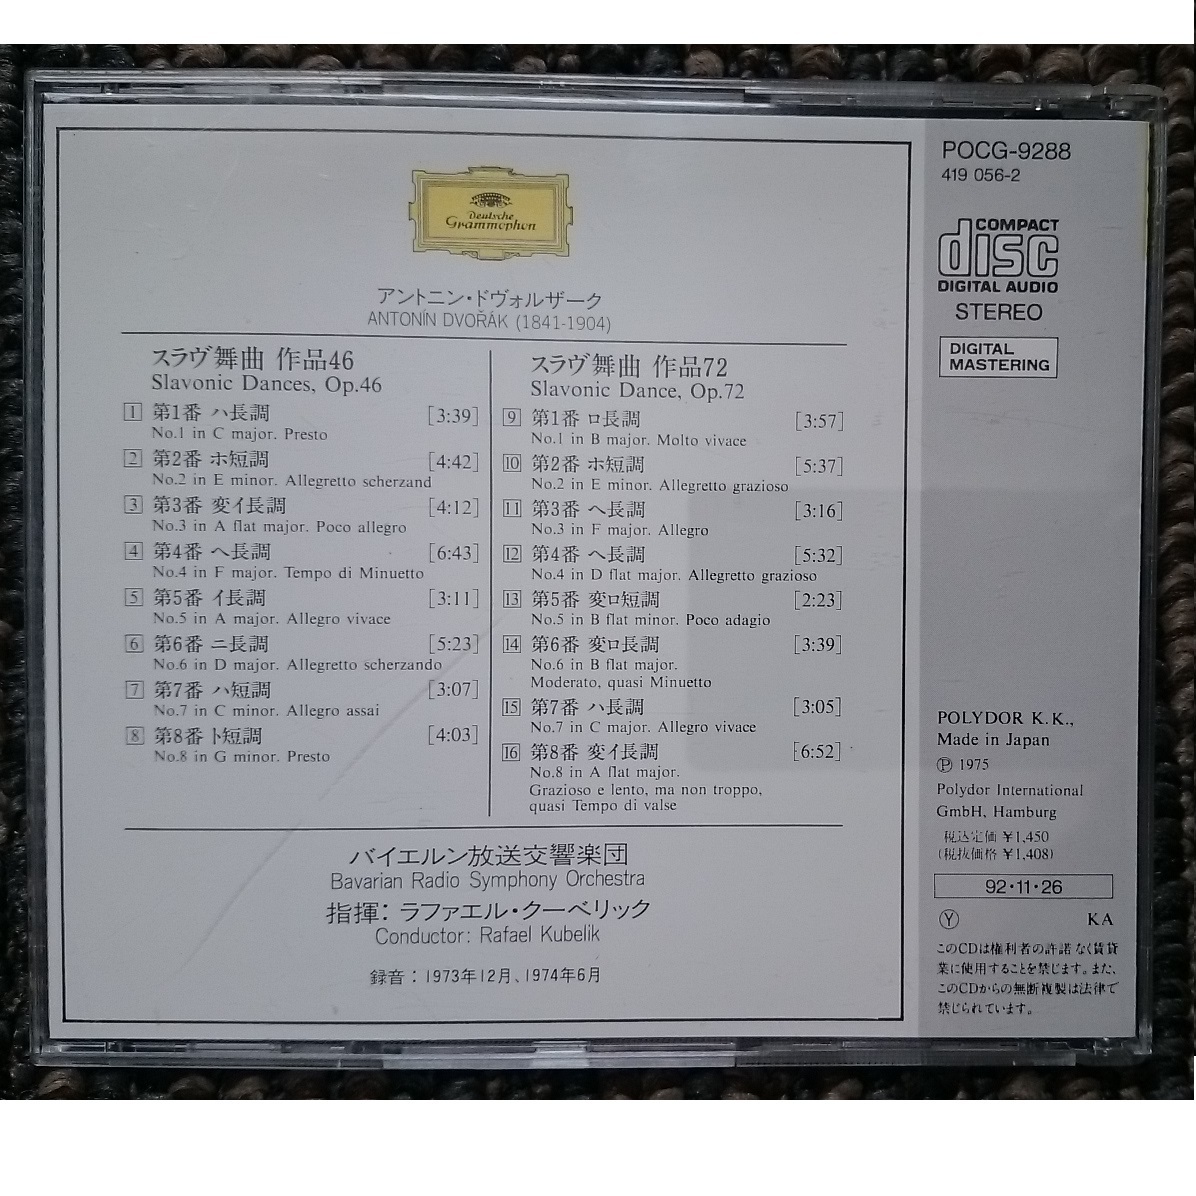 Deutsche
Grammophon
アントニン・ドヴォルザーク
ANTONÍN DVOŘÁK (1841-1904)
スラヴ舞曲 作品46
Slavonic Dances, Op.46
1 第1番 ハ長調 [3:39]
No.1 in C major. Presto
2 第2番 ホ短調 [4:42]
No.2 in E minor. Allegretto scherzand
3 第3番 変イ長調 [4:12]
No.3 in A flat major. Poco allegro
4 第4番 ヘ長調 [6:43]
No.4 in F major. Tempo di Minuetto
5 第5番 イ長調 [3:11]
No.5 in A major. Allegro vivace
6 第6番 ニ長調 [5:23]
No.6 in D major. Allegretto scherzando
7 第7番 ハ短調 [3:07]
No.7 in C minor. Allegro assai
8 第8番 ト短調 [4:03]
No.8 in G minor. Presto
スラヴ舞曲 作品72
Slavonic Dance, Op.72
9 第1番 ロ長調 [3:57]
No.1 in B major. Molto vivace
10 第2番 ホ短調 [5:37]
No.2 in E minor. Allegretto grazioso
11 第3番 ヘ長調 [3:16]
No.3 in F major. Allegro
12 第4番 ヘ長調 [5:32]
No.4 in D flat major. Allegretto grazioso
13 第5番 変ロ短調 [2:23]
No.5 in B flat minor. Poco adagio
14 第6番 変ロ長調 [3:39]
No.6 in B flat major.
Moderato, quasi Minuetto
15 第7番 ハ長調 [3:05]
No.7 in C major. Allegro vivace
16 第8番 変イ長調 [6:52]
No.8 in A flat major.
Grazioso e lento, ma non troppo,
quasi Tempo di valse
バイエルン放送交響楽団
Bavarian Radio Symphony Orchestra
指揮：ラファエル・クーベリック
Conductor: Rafael Kubelik
録音：1973年12月、1974年6月
POCG-9288
419 056-2
COMPACT
disc
DIGITAL AUDIO
STEREO
DIGITAL
MASTERING
POLYDOR K.K.,
Made in Japan
Ⓟ 1975
Polydor International
GmbH, Hamburg
税込定価 ¥1,450
(税抜価格 ¥1,408)
92・11・26
Ⓨ KA
このCDは権利者の許諾なく賃貸
業に使用することを禁じます。また、
このCDからの無断複製は法律で
禁じられています。